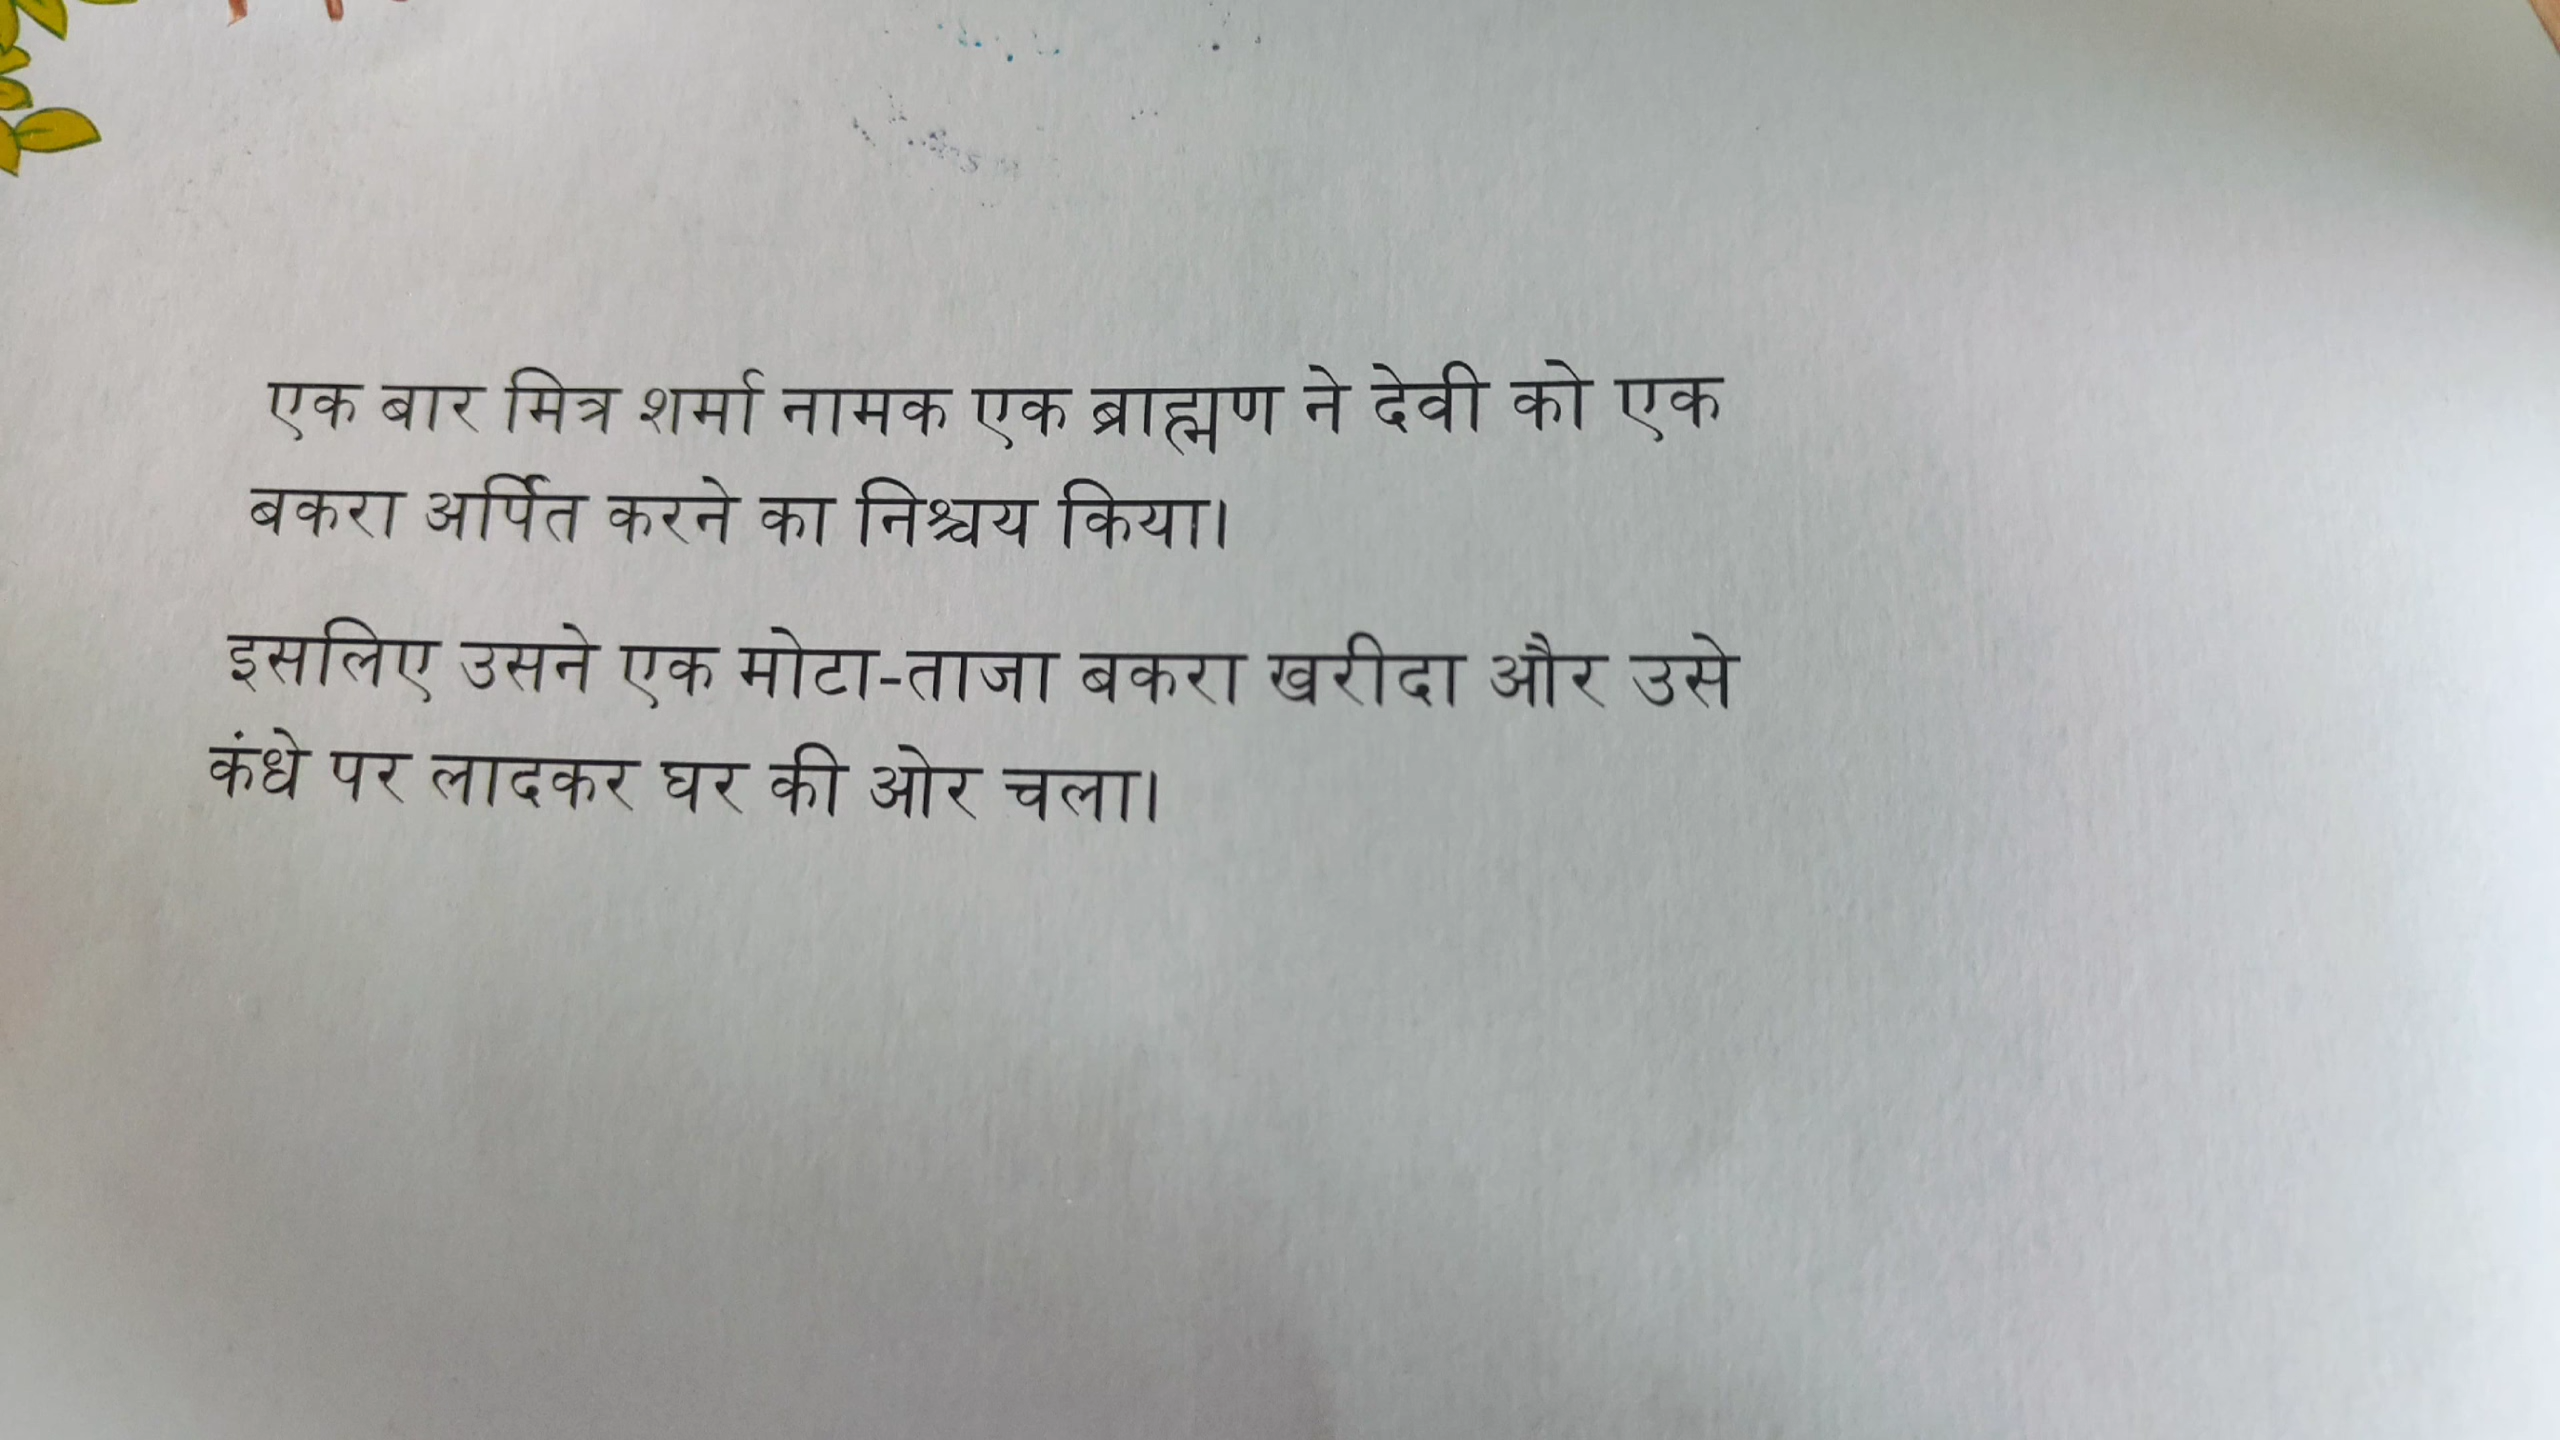 एक बार मित्र शर्मा नामक एक ब्राह्मण ने देवी को एक
बकरा अर्पित करने का निश्चय किया।
इसलिए उसने एक मोटा-ताजा बकरा खरीदा और उसे
कंधे पर लादकर घर की ओर चला।